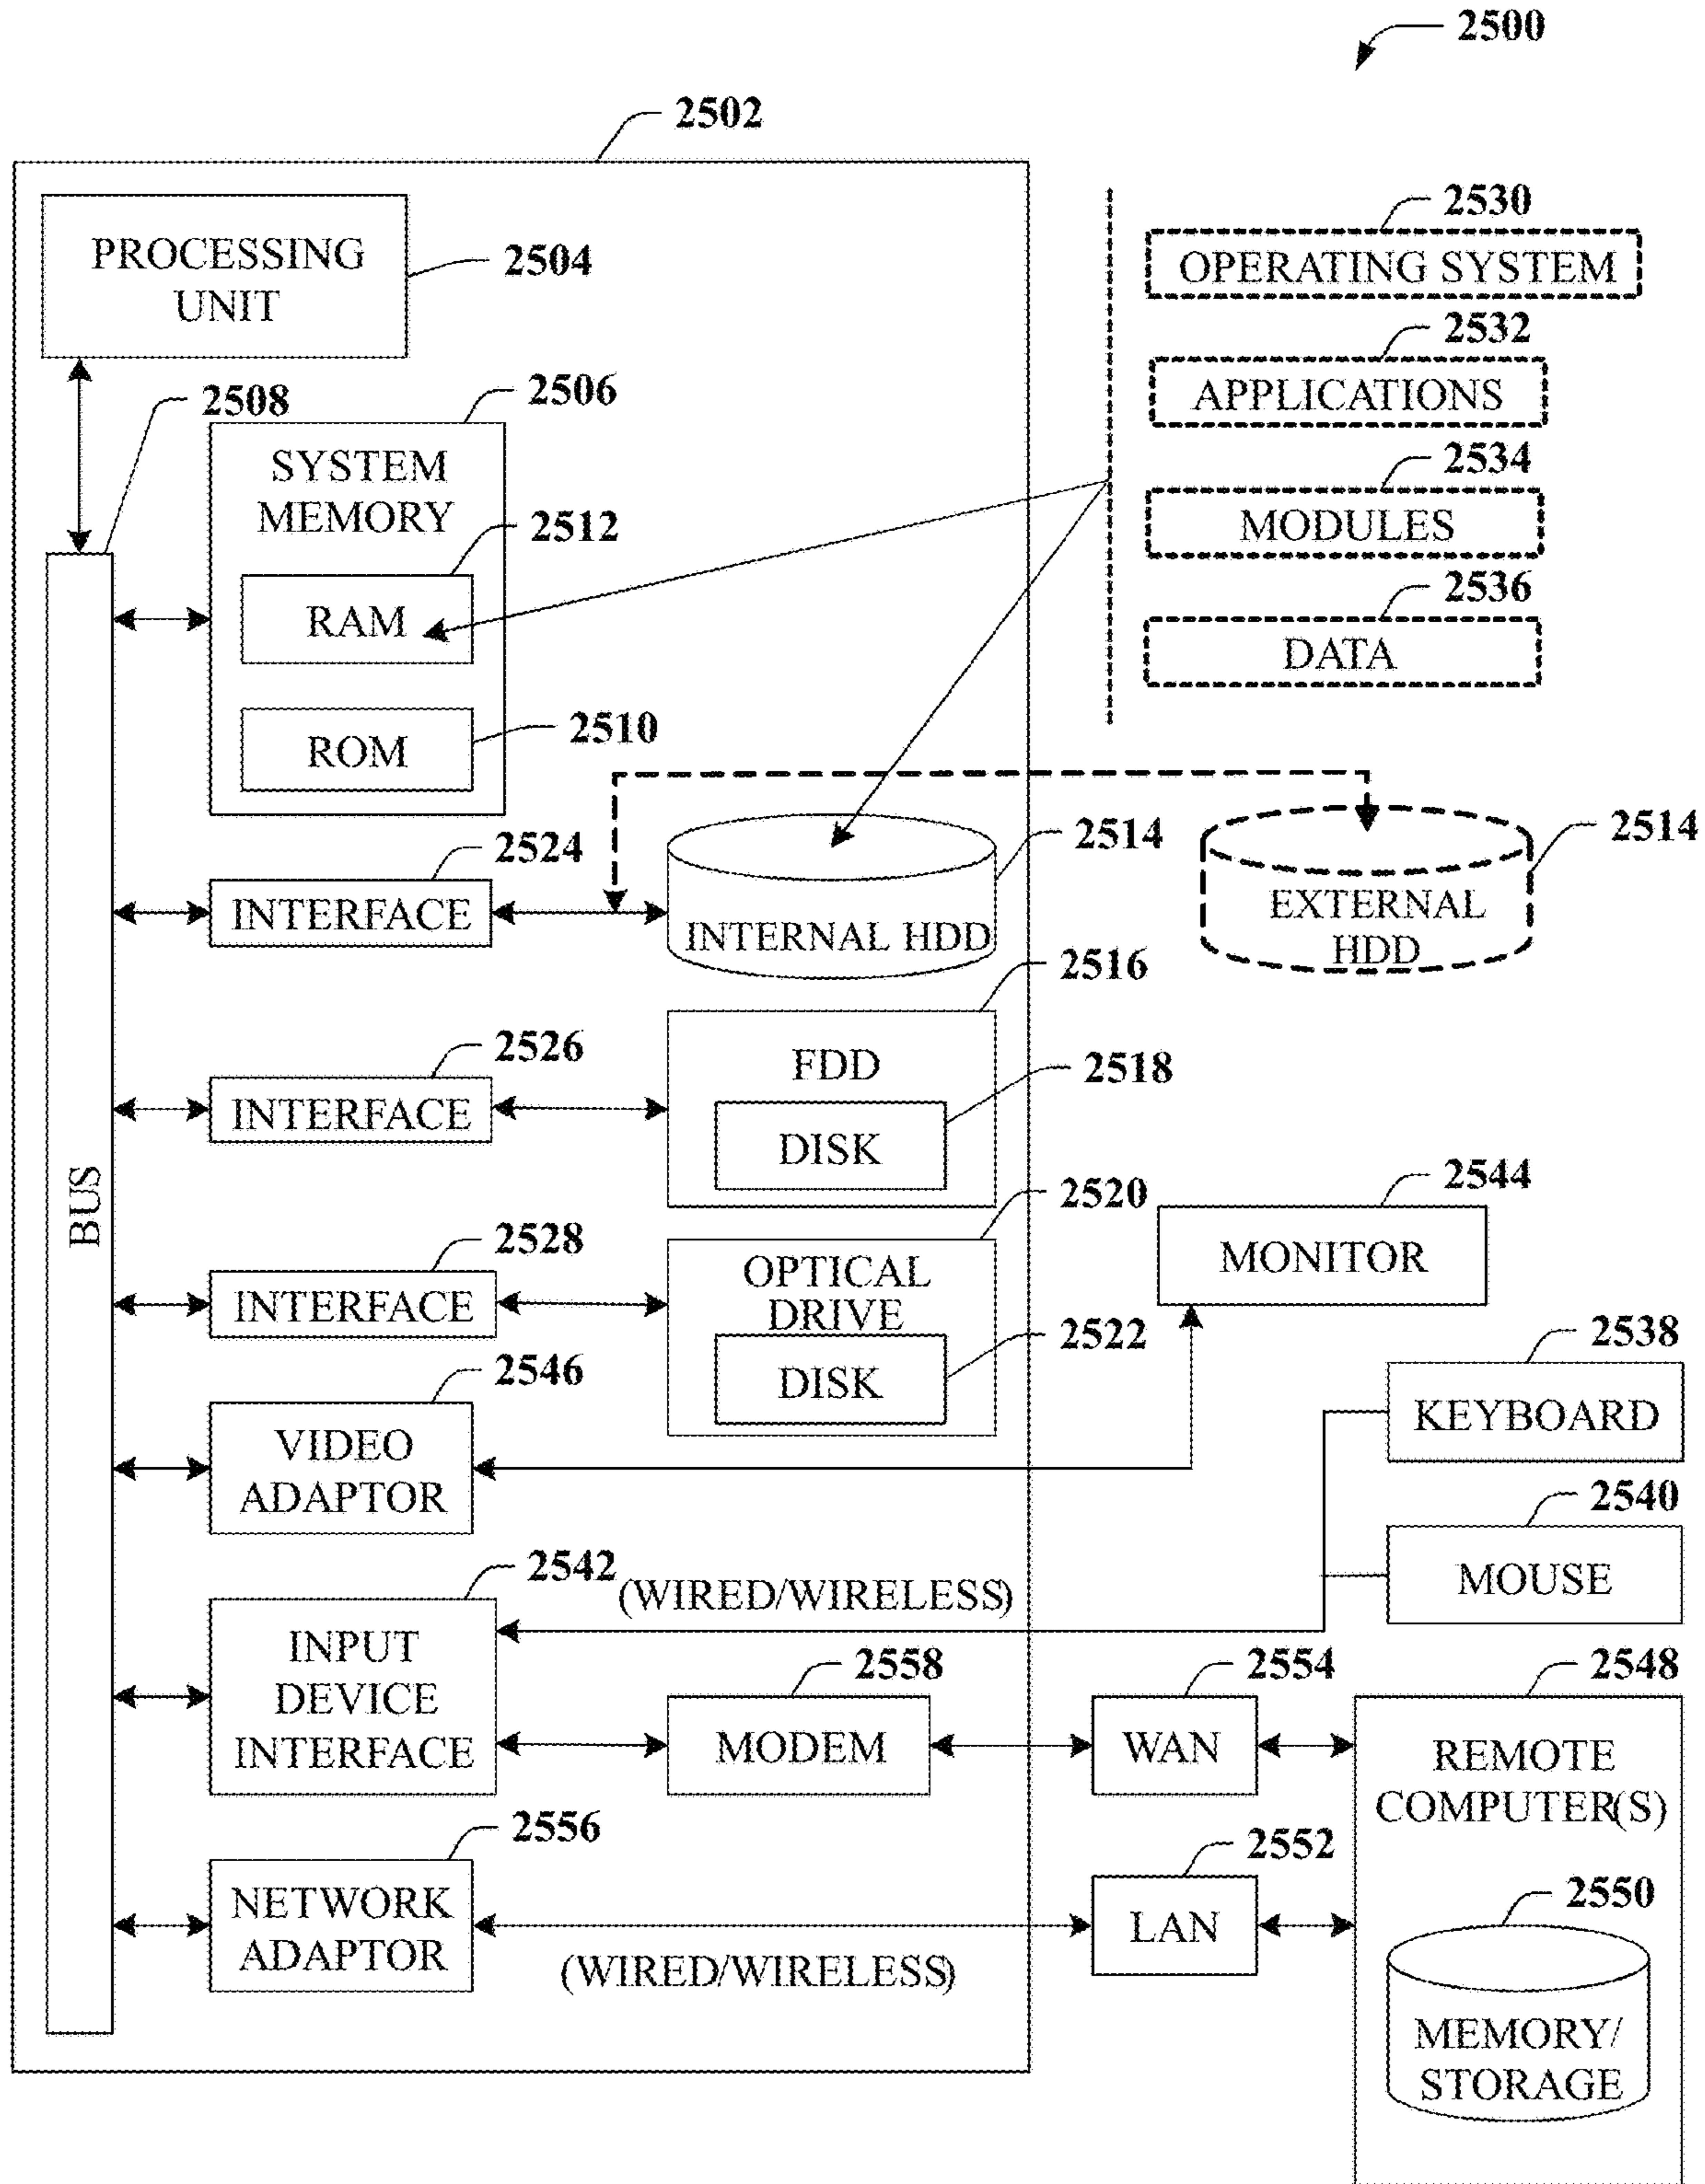 2500
2502
PROCESSING
UNIT
2504
2530
OPERATING SYSTEM
2532
APPLICATIONS
2534
MODULES
2536
DATA
2508
2506
SYSTEM
MEMORY
2512
RAM
2510
ROM
2524
INTERFACE
2514
INTERNAL HDD
2514
EXTERNAL
HDD
2516
FDD
2526
INTERFACE
2518
DISK
BUS
2520
OPTICAL
DRIVE
2528
INTERFACE
2522
DISK
2544
MONITOR
2546
VIDEO
ADAPTOR
2538
KEYBOARD
2540
MOUSE
2542
(WIRED/WIRELESS)
INPUT
DEVICE
INTERFACE
2558
MODEM
2554
WAN
2548
REMOTE
COMPUTER(S)
2556
NETWORK
ADAPTOR
(WIRED/WIRELESS)
2552
LAN
2550
MEMORY/
STORAGE